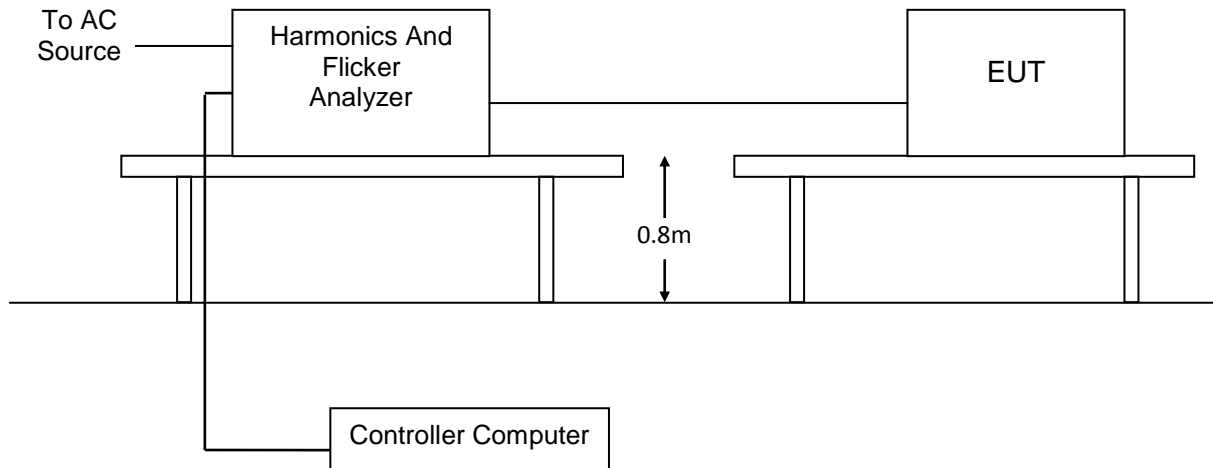 To AC
Source
Harmonics And
Flicker
Analyzer
EUT
0.8m
Controller Computer